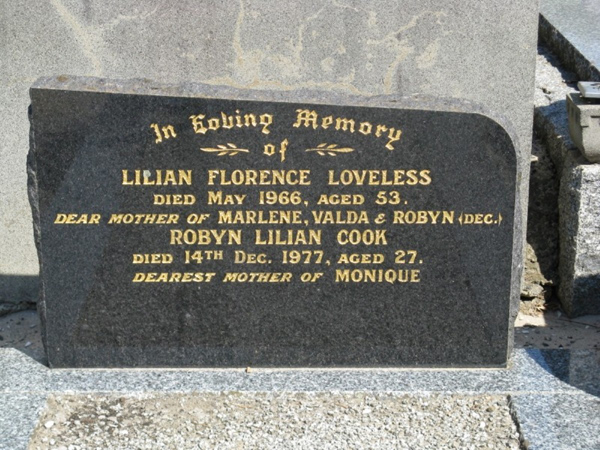 In Loving Memory
of
LILIAN FLORENCE LOVELESS
DIED MAY 1966, AGED 53.
DEAR MOTHER OF MARLENE, VALDA & ROBYN (DEC.)
ROBYN LILIAN COOK
DIED 14TH DEC. 1977, AGED 27.
DEAREST MOTHER OF MONIQUE